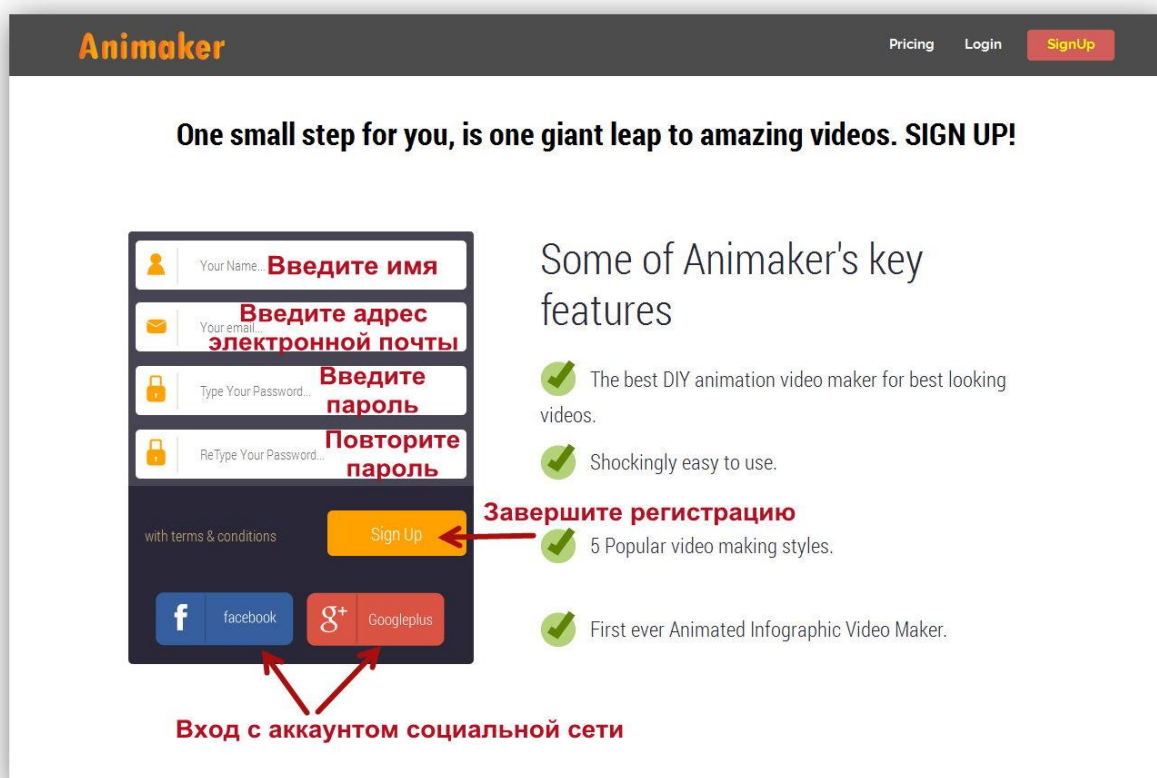 Animaker
Pricing
Login
SignUp
One small step for you, is one giant leap to amazing videos. SIGN UP!
Your Name...
Введите имя
Your email...
Введите адрес
электронной почты
Type Your Password...
Введите
пароль
ReType Your Password...
Повторите
пароль
with terms & conditions
Sign Up
Завершите регистрацию
f
facebook
g+
Googleplus
Вход с аккаунтом социальной сети
Some of Animaker's key
features
The best DIY animation video maker for best looking
videos.
Shockingly easy to use.
5 Popular video making styles.
First ever Animated Infographic Video Maker.